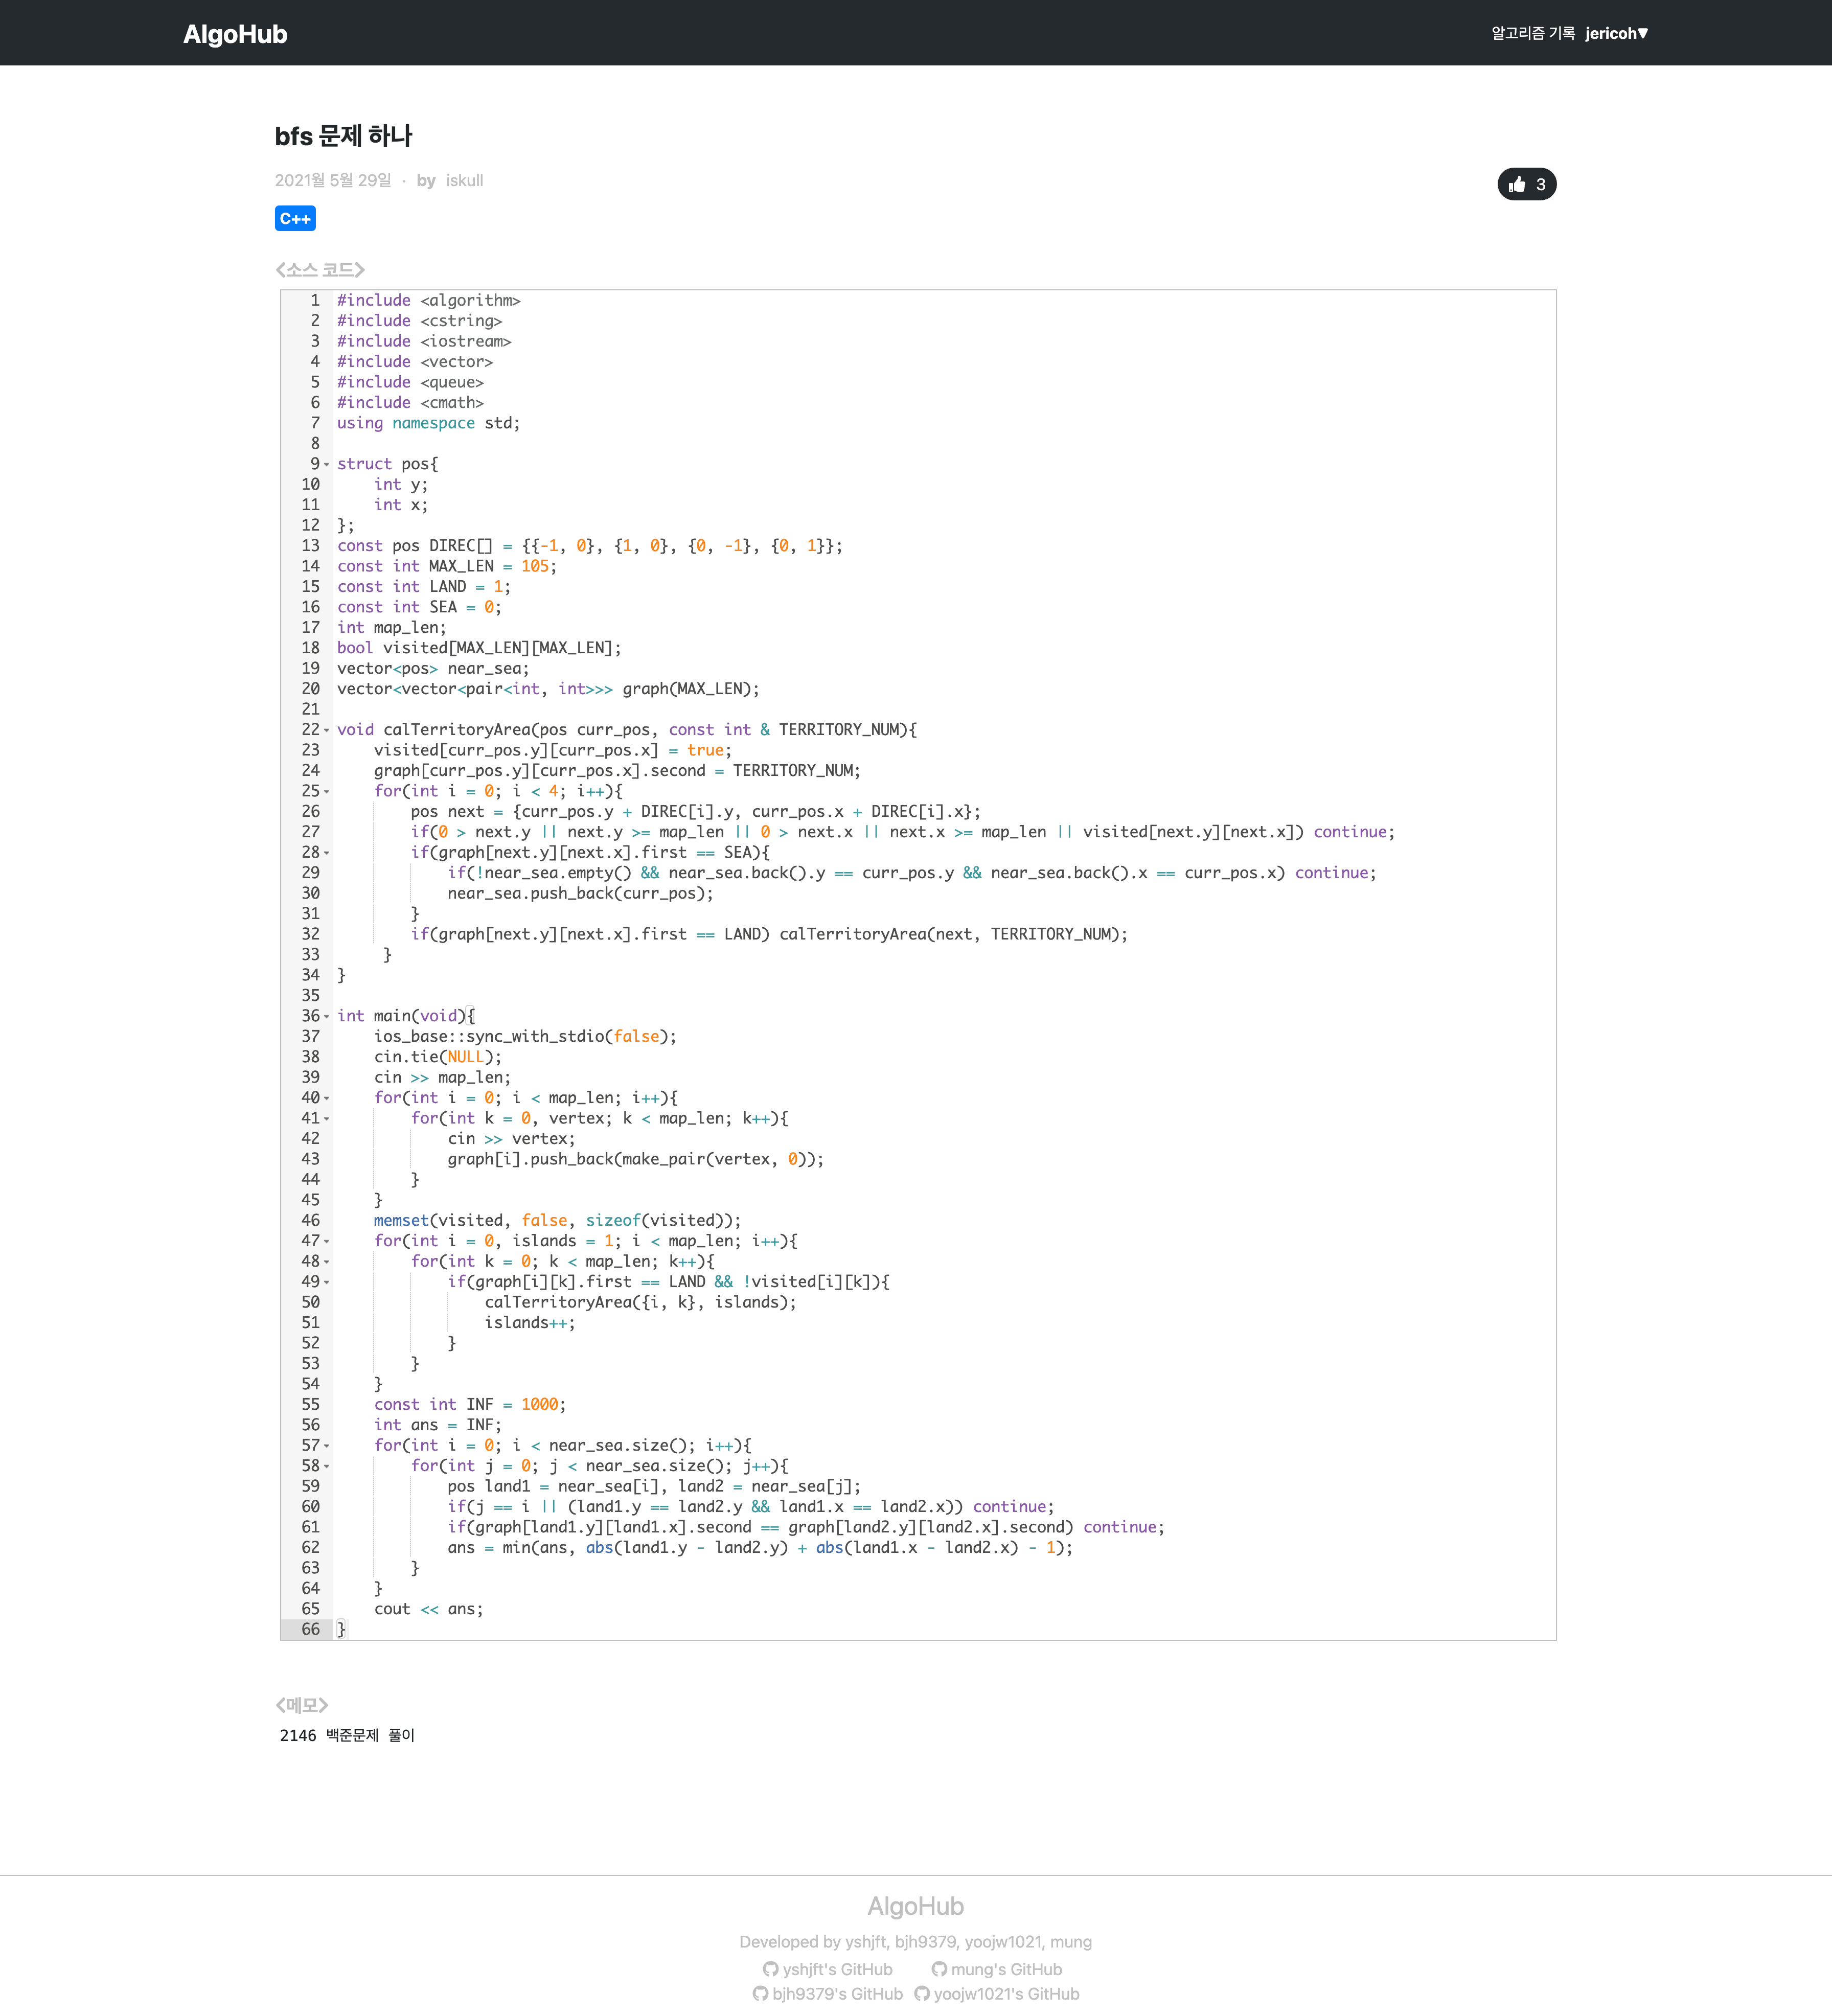 AlgoHub
알고리즘 기록 jericoh▼
bfs 문제 하나
2021월 5월 29일 · by iskull
3
C++
<소스 코드>
1 #include <algorithm>
2 #include <cstring>
3 #include <iostream>
4 #include <vector>
5 #include <queue>
6 #include <cmath>
7 using namespace std;
8
9 struct pos{
10     int y;
11     int x;
12 };
13 const pos DIREC[] = {{-1, 0}, {1, 0}, {0, -1}, {0, 1}};
14 const int MAX_LEN = 105;
15 const int LAND = 1;
16 const int SEA = 0;
17 int map_len;
18 bool visited[MAX_LEN][MAX_LEN];
19 vector<pos> near_sea;
20 vector<vector<pair<int, int>>> graph(MAX_LEN);
21
22 void calTerritoryArea(pos curr_pos, const int & TERRITORY_NUM){
23     visited[curr_pos.y][curr_pos.x] = true;
24     graph[curr_pos.y][curr_pos.x].second = TERRITORY_NUM;
25     for(int i = 0; i < 4; i++){
26         pos next = {curr_pos.y + DIREC[i].y, curr_pos.x + DIREC[i].x};
27         if(0 > next.y || next.y >= map_len || 0 > next.x || next.x >= map_len || visited[next.y][next.x]) continue;
28         if(graph[next.y][next.x].first == SEA){
29             if(!near_sea.empty() && near_sea.back().y == curr_pos.y && near_sea.back().x == curr_pos.x) continue;
30             near_sea.push_back(curr_pos);
31         }
32         if(graph[next.y][next.x].first == LAND) calTerritoryArea(next, TERRITORY_NUM);
33      }
34 }
35
36 int main(void){
37     ios_base::sync_with_stdio(false);
38     cin.tie(NULL);
39     cin >> map_len;
40     for(int i = 0; i < map_len; i++){
41         for(int k = 0, vertex; k < map_len; k++){
42             cin >> vertex;
43             graph[i].push_back(make_pair(vertex, 0));
44         }
45     }
46     memset(visited, false, sizeof(visited));
47     for(int i = 0, islands = 1; i < map_len; i++){
48         for(int k = 0; k < map_len; k++){
49             if(graph[i][k].first == LAND && !visited[i][k]){
50                 calTerritoryArea({i, k}, islands);
51                 islands++;
52             }
53         }
54     }
55     const int INF = 1000;
56     int ans = INF;
57     for(int i = 0; i < near_sea.size(); i++){
58         for(int j = 0; j < near_sea.size(); j++){
59             pos land1 = near_sea[i], land2 = near_sea[j];
60             if(j == i || (land1.y == land2.y && land1.x == land2.x)) continue;
61             if(graph[land1.y][land1.x].second == graph[land2.y][land2.x].second) continue;
62             ans = min(ans, abs(land1.y - land2.y) + abs(land1.x - land2.x) - 1);
63         }
64     }
65     cout << ans;
66 }
<메모>
2146 백준문제 풀이
AlgoHub
Developed by yshjft, bjh9379, yoojw1021, mung
yshjft's GitHub mung's GitHub
bjh9379's GitHub yoojw1021's GitHub